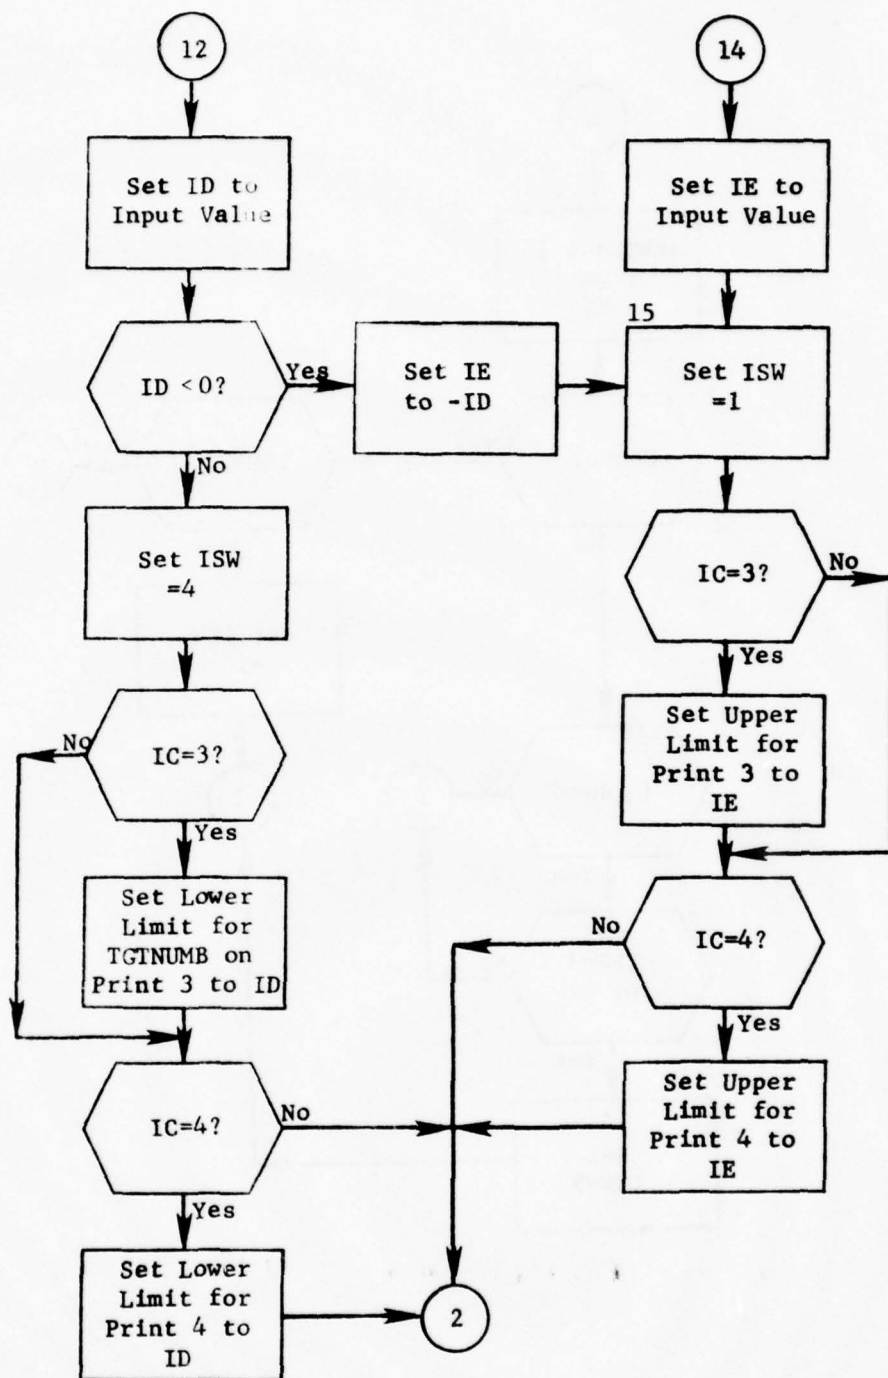 12
Set ID to
Input Value
ID <0?
Yes
No
Set IE
to -ID
Set ISW
=4
IC=3?
No
Yes
Set Lower
Limit for
TGTNUMB on
Print 3 to ID
IC=4?
No
Yes
Set Lower
Limit for
Print 4 to
ID
14
Set IE to
Input Value
15
Set ISW
=1
IC=3?
No
Yes
Set Upper
Limit for
Print 3 to
IE
IC=4?
No
Yes
Set Upper
Limit for
Print 4 to
IE
2